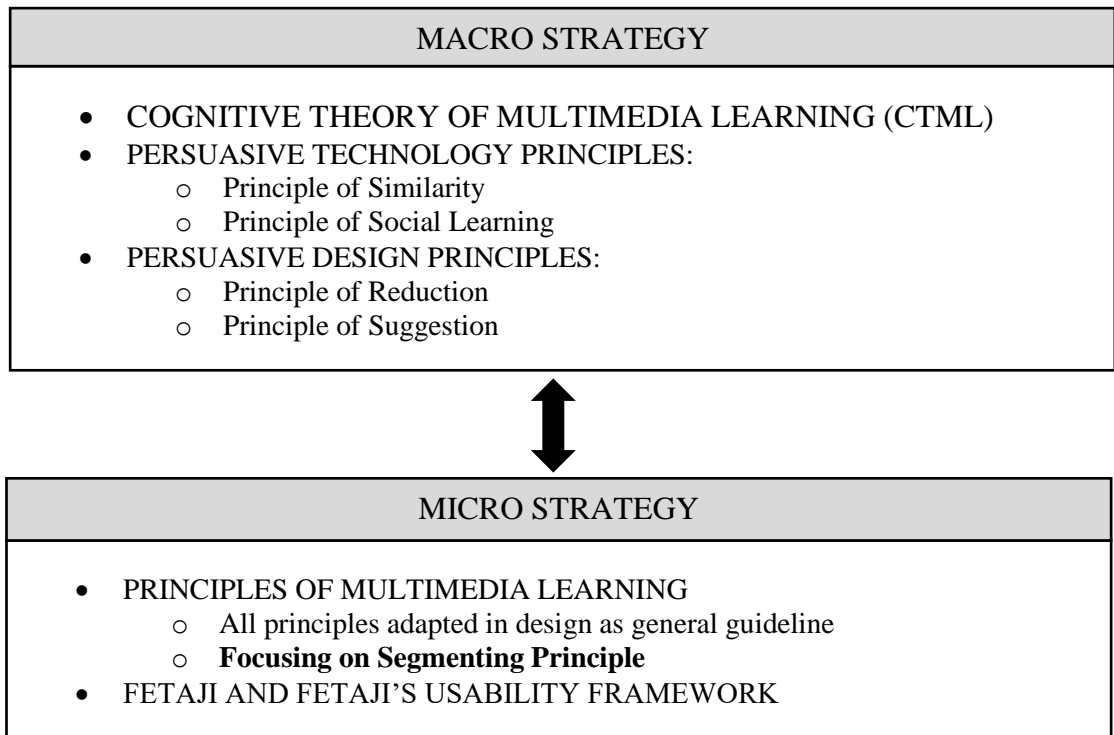 MACRO STRATEGY
• COGNITIVE THEORY OF MULTIMEDIA LEARNING (CTML)
• PERSUASIVE TECHNOLOGY PRINCIPLES:
o Principle of Similarity
o Principle of Social Learning
• PERSUASIVE DESIGN PRINCIPLES:
o Principle of Reduction
o Principle of Suggestion
MICRO STRATEGY
• PRINCIPLES OF MULTIMEDIA LEARNING
o All principles adapted in design as general guideline
o Focusing on Segmenting Principle
• FETAJI AND FETAJI’S USABILITY FRAMEWORK